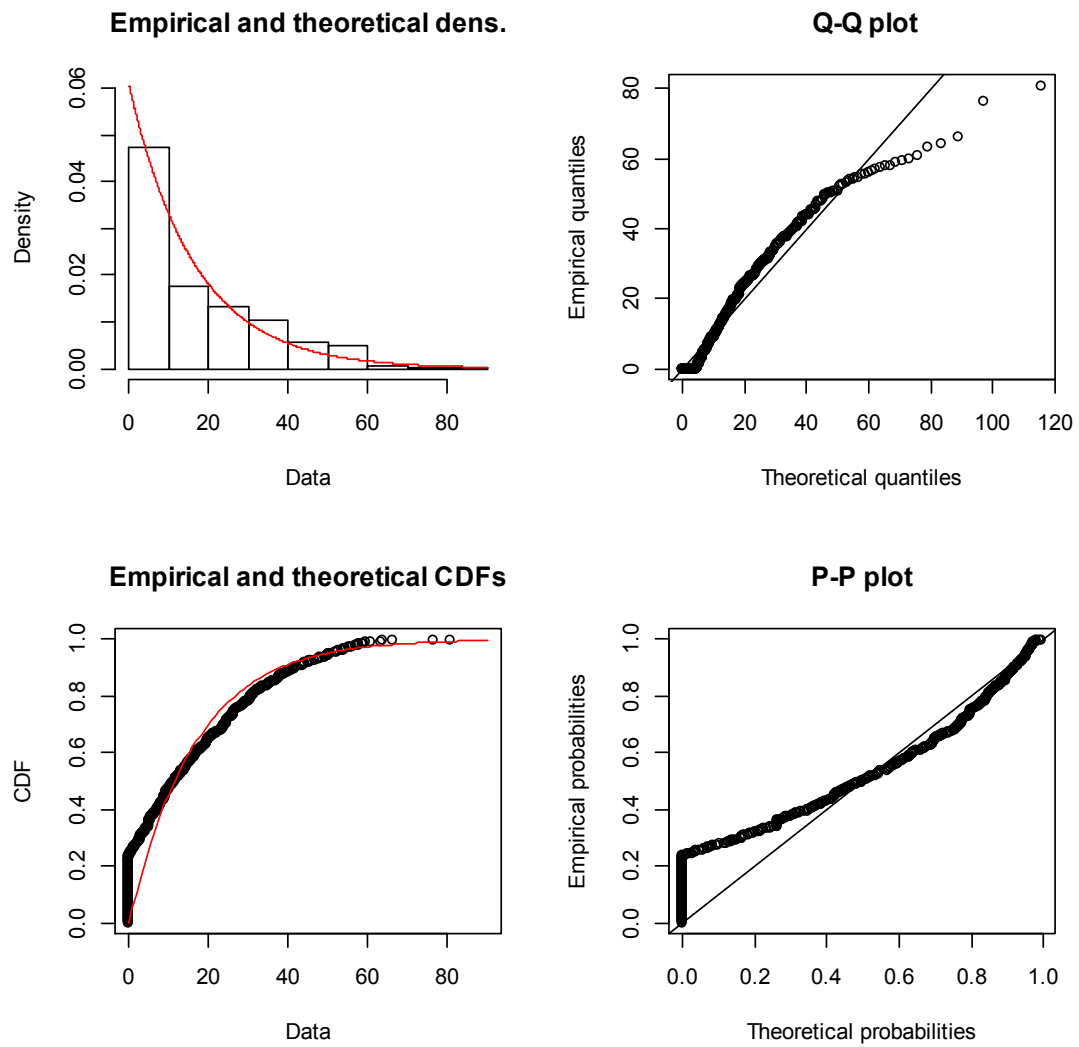 Empirical and theoretical dens.
Density
0.00 0.02 0.04 0.06
0 20 40 60 80
Data
Q-Q plot
Empirical quantiles
0 20 40 60 80
0 20 40 60 80 100 120
Theoretical quantiles
Empirical and theoretical CDFs
CDF
0.0 0.2 0.4 0.6 0.8 1.0
0 20 40 60 80
Data
P-P plot
Empirical probabilities
0.0 0.2 0.4 0.6 0.8 1.0
0.0 0.2 0.4 0.6 0.8 1.0
Theoretical probabilities